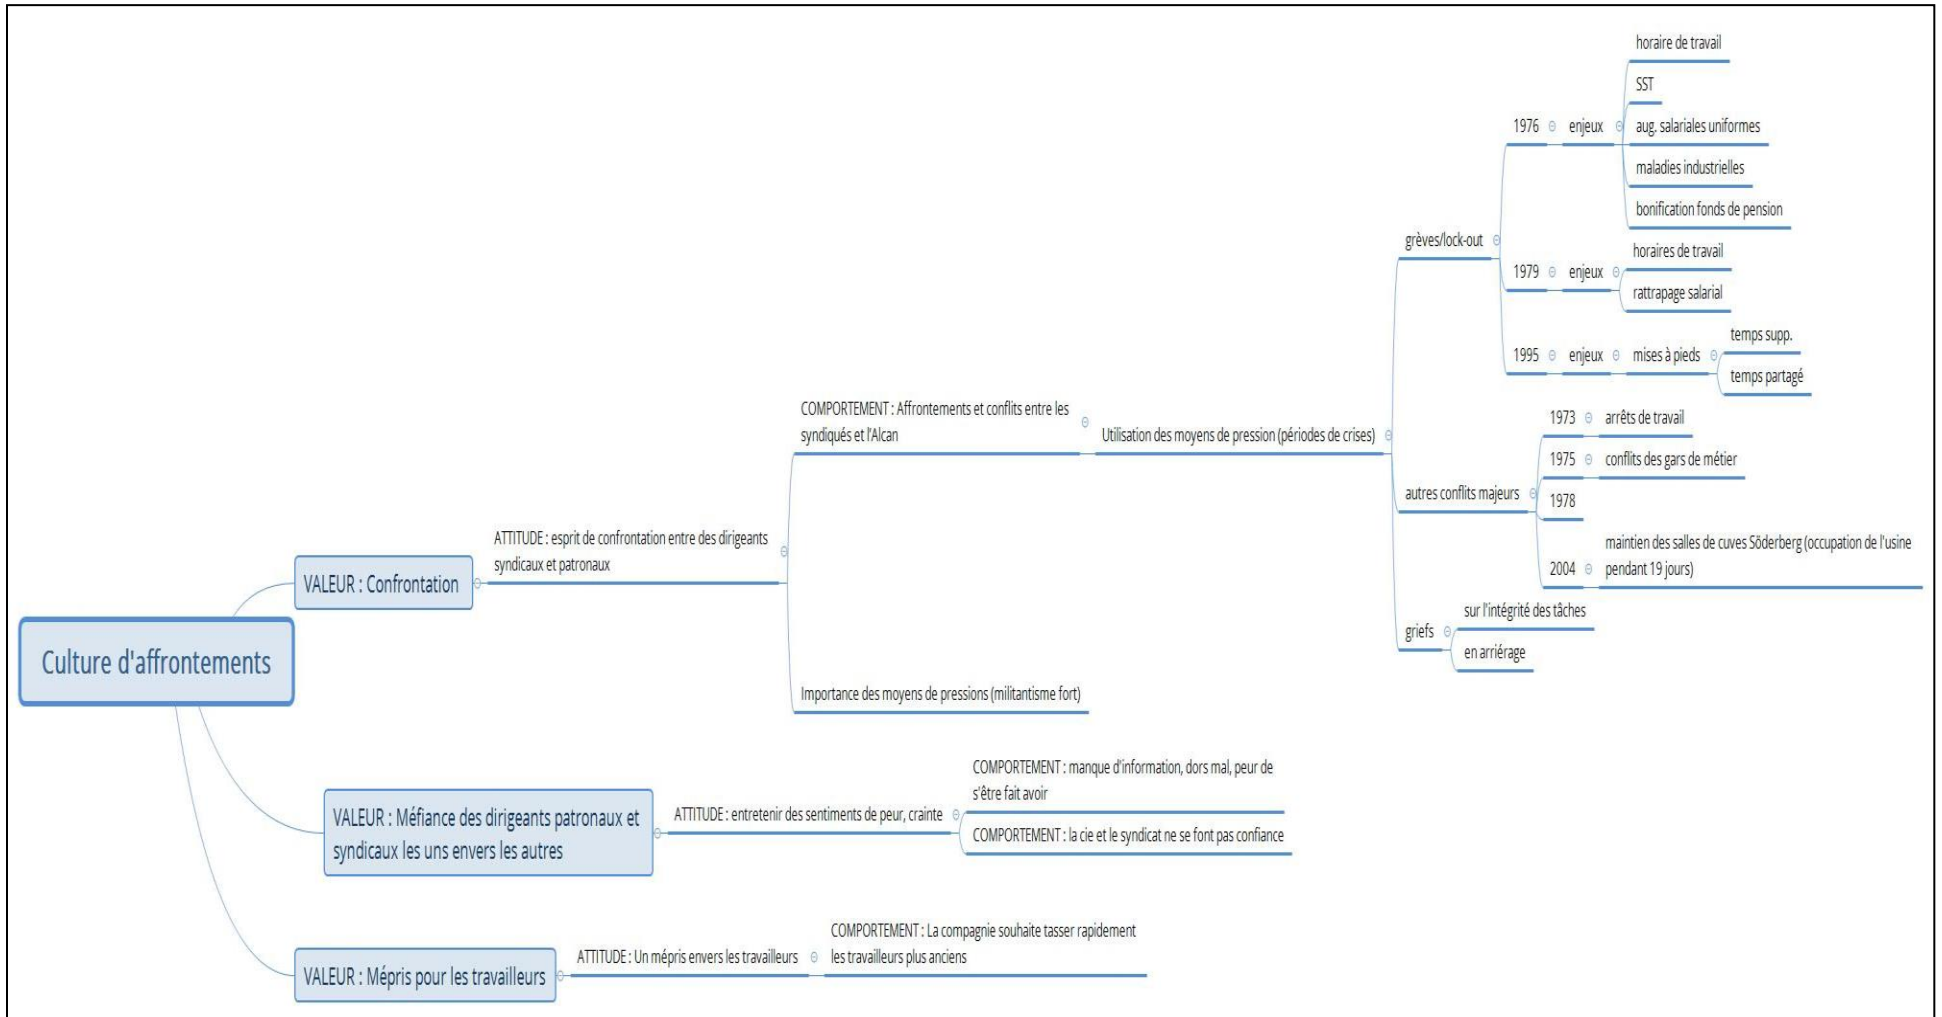 Culture d'affrontements
VALEUR : Confrontation
ATTITUDE : esprit de confrontation entre des dirigeants
syndicaux et patronaux
COMPORTEMENT : Affrontements et conflits entre les
syndiqués et l'Alcan
Utilisation des moyens de pression (périodes de crises)
grèves/lock-out
1976
enjeux
horaire de travail
SST
aug. salariales uniformes
maladies industrielles
bonification fonds de pension
1979
enjeux
horaires de travail
rattrapage salarial
1995
enjeux
mises à pieds
temps supp.
temps partagé
autres conflits majeurs
1973
arrêts de travail
1975
conflits des gars de métier
1978
2004
maintien des salles de cuves Söderberg (occupation de l'usine
pendant 19 jours)
griefs
sur l'intégrité des tâches
en arriérage
Importance des moyens de pressions (militantisme fort)
VALEUR : Méfiance des dirigeants patronaux et
syndicaux les uns envers les autres
ATTITUDE : entretenir des sentiments de peur, crainte
COMPORTEMENT : manque d'information, dors mal, peur de
s'être fait avoir
COMPORTEMENT : la cie et le syndicat ne se font pas confiance
VALEUR : Mépris pour les travailleurs
ATTITUDE : Un mépris envers les travailleurs
COMPORTEMENT : La compagnie souhaite tasser rapidement
les travailleurs plus anciens